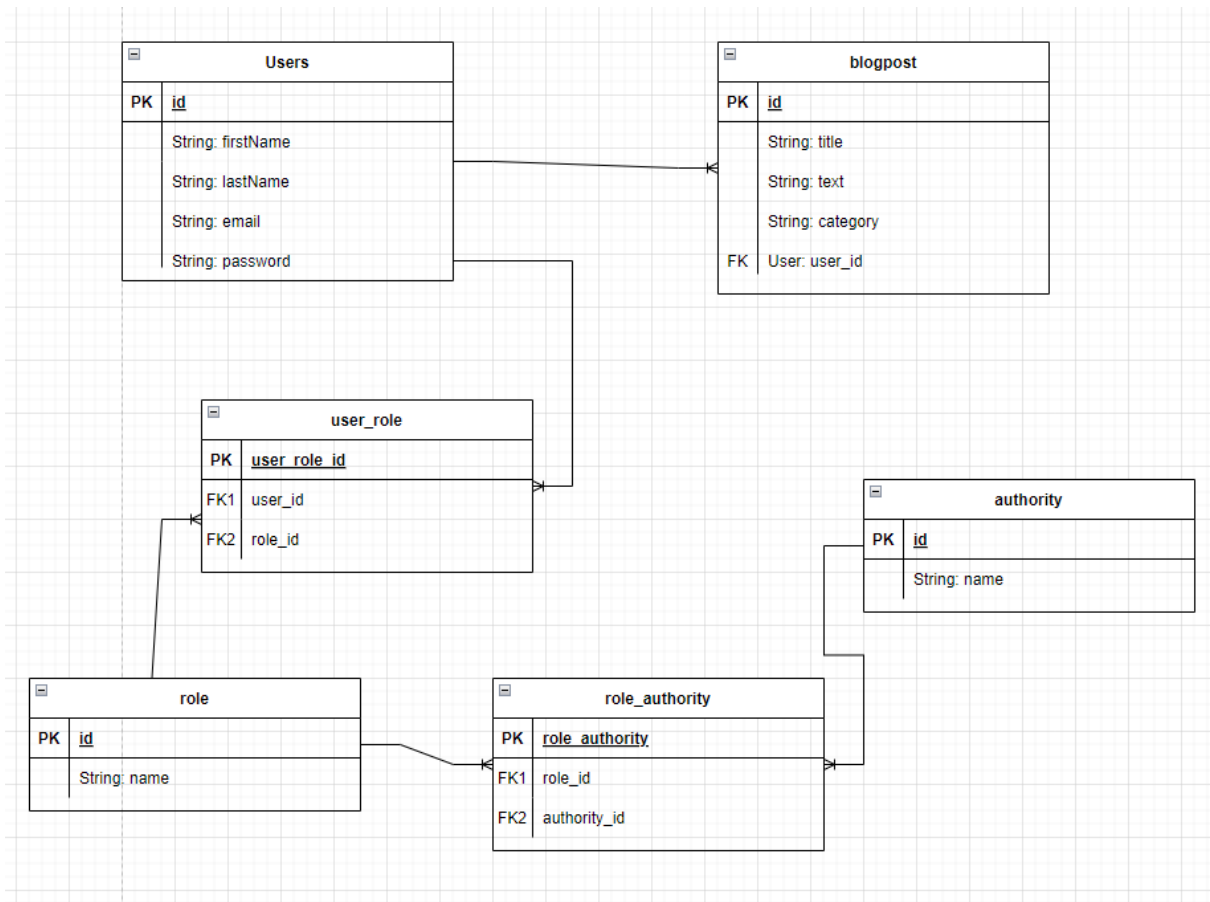 Users
PK id
String: firstName
String: lastName
String: email
String: password
blogpost
PK id
String: title
String: text
String: category
FK User: user_id
user_role
PK user_role_id
FK1 user_id
FK2 role_id
authority
PK id
String: name
role
PK id
String: name
role_authority
PK role_authority
FK1 role_id
FK2 authority_id